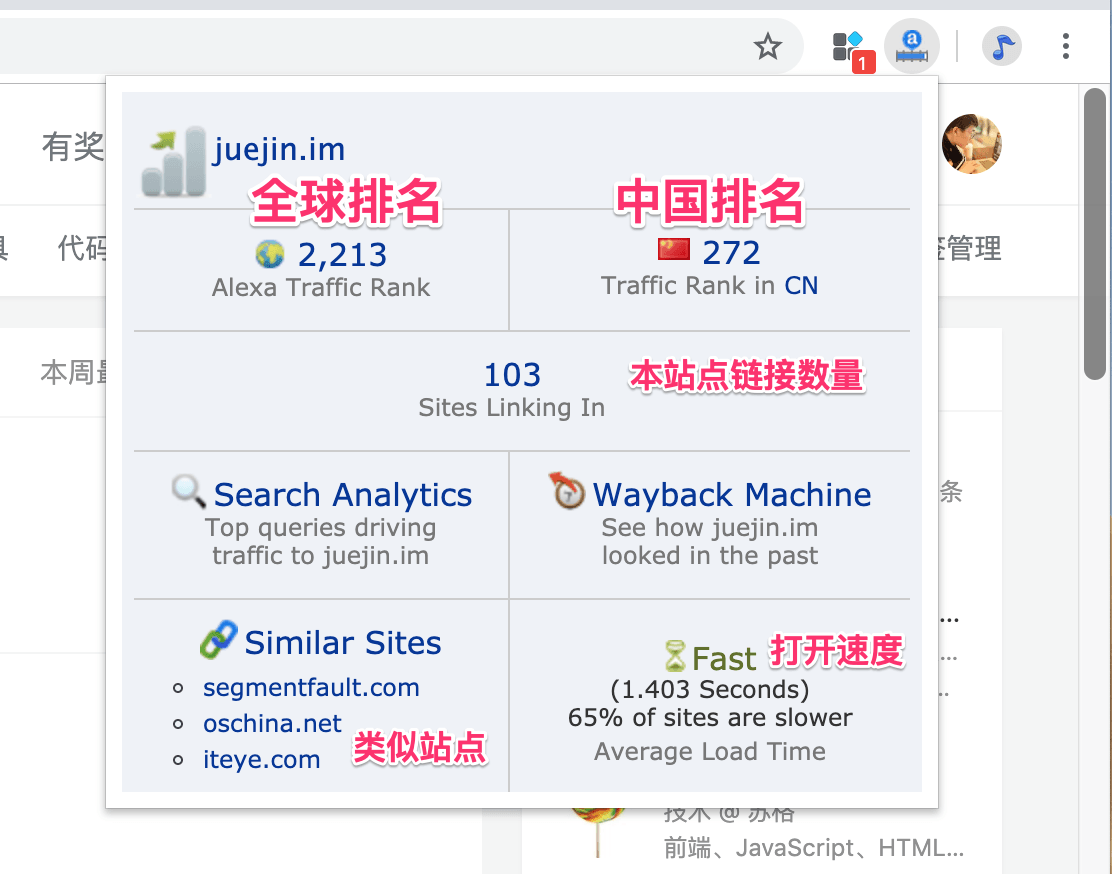 1
有奖
juejin.im
全球排名
中国排名
代码
签管理
2,213
Alexa Traffic Rank
272
Traffic Rank in CN
本周最
103
本站点链接数量
Sites Linking In
Search Analytics
Top queries driving
traffic to juejin.im
Wayback Machine
See how juejin.im
looked in the past
条
Similar Sites
segmentfault.com
oschina.net
iteye.com
类似站点
Fast
打开速度
(1.403 Seconds)
65% of sites are slower
Average Load Time
...
...
技术 @ 苏格
前端、JavaScript、HTML...